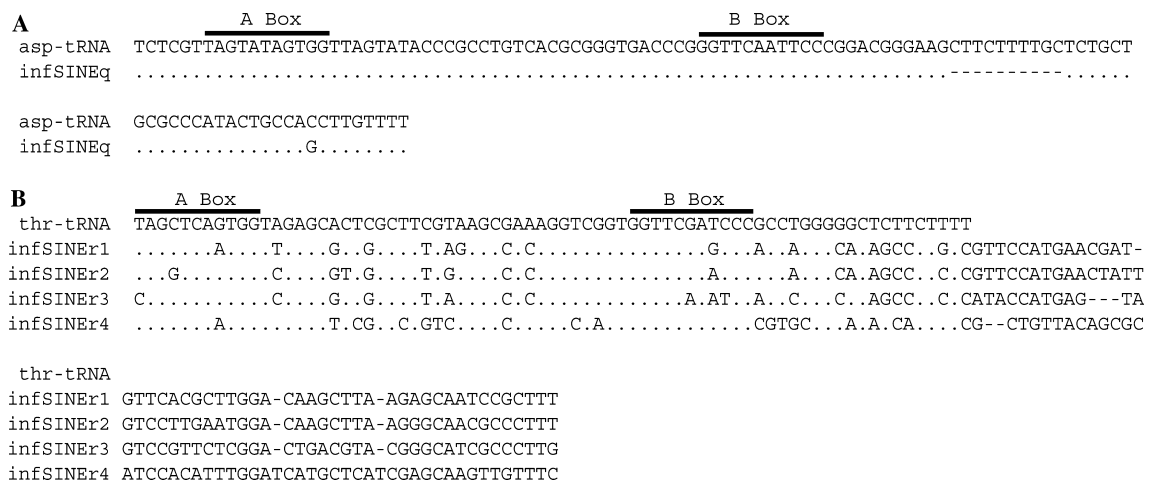 A
A Box B Box
asp-tRNA TCTCGTTAGTATAGTGGTTAGTATACCCGCCTGTCACGCGGGTGACCCGGGTTCAATTCCCGGACGGGAAGCTTCTTTTGCTCTGCT
infSINEq .......................................................................----------......
asp-tRNA GCGCCCATACTGCCACCTTGTTTT
infSINEq ...............G........
B
A Box B Box
thr-tRNA TAGCTCAGTGGTAGAGCACTCGCTTCGTAAGCGAAAGGTCGGTGGTTCGATCCCGCCTGGGGGCTCTTCTTTT
infSINEr1 .......A....T....G..G....T.AG...C.C...............G...A..A...CA.AGCC..G.CGTTCCATGAACGAT-
infSINEr2 ...G........C....GT.G....T.G....C.C...............A......A...CA.AGCC..C.CGTTCCATGAACTATT
infSINEr3 C...........C....G..G....T.A....C.C.............A.AT..A..C...C..AGCC..C.CATACCATGAG---TA
infSINEr4 .......A.........T.CG..C.GTC....C.....C.A.............CGTGC...A.A.CA....CG--CTGTTACAGCGC
thr-tRNA
infSINEr1 GTTCACGCTTGGA-CAAGCTTA-AGAGCAATCCGCTTT
infSINEr2 GTCCTTGAATGGA-CAAGCTTA-AGGGCAACGCCCTTT
infSINEr3 GTCCGTTCTCGGA-CTGACGTA-CGGGCATCGCCCTTG
infSINEr4 ATCCACATTTGGATCATGCTCATCGAGCAAGTTGTTTC